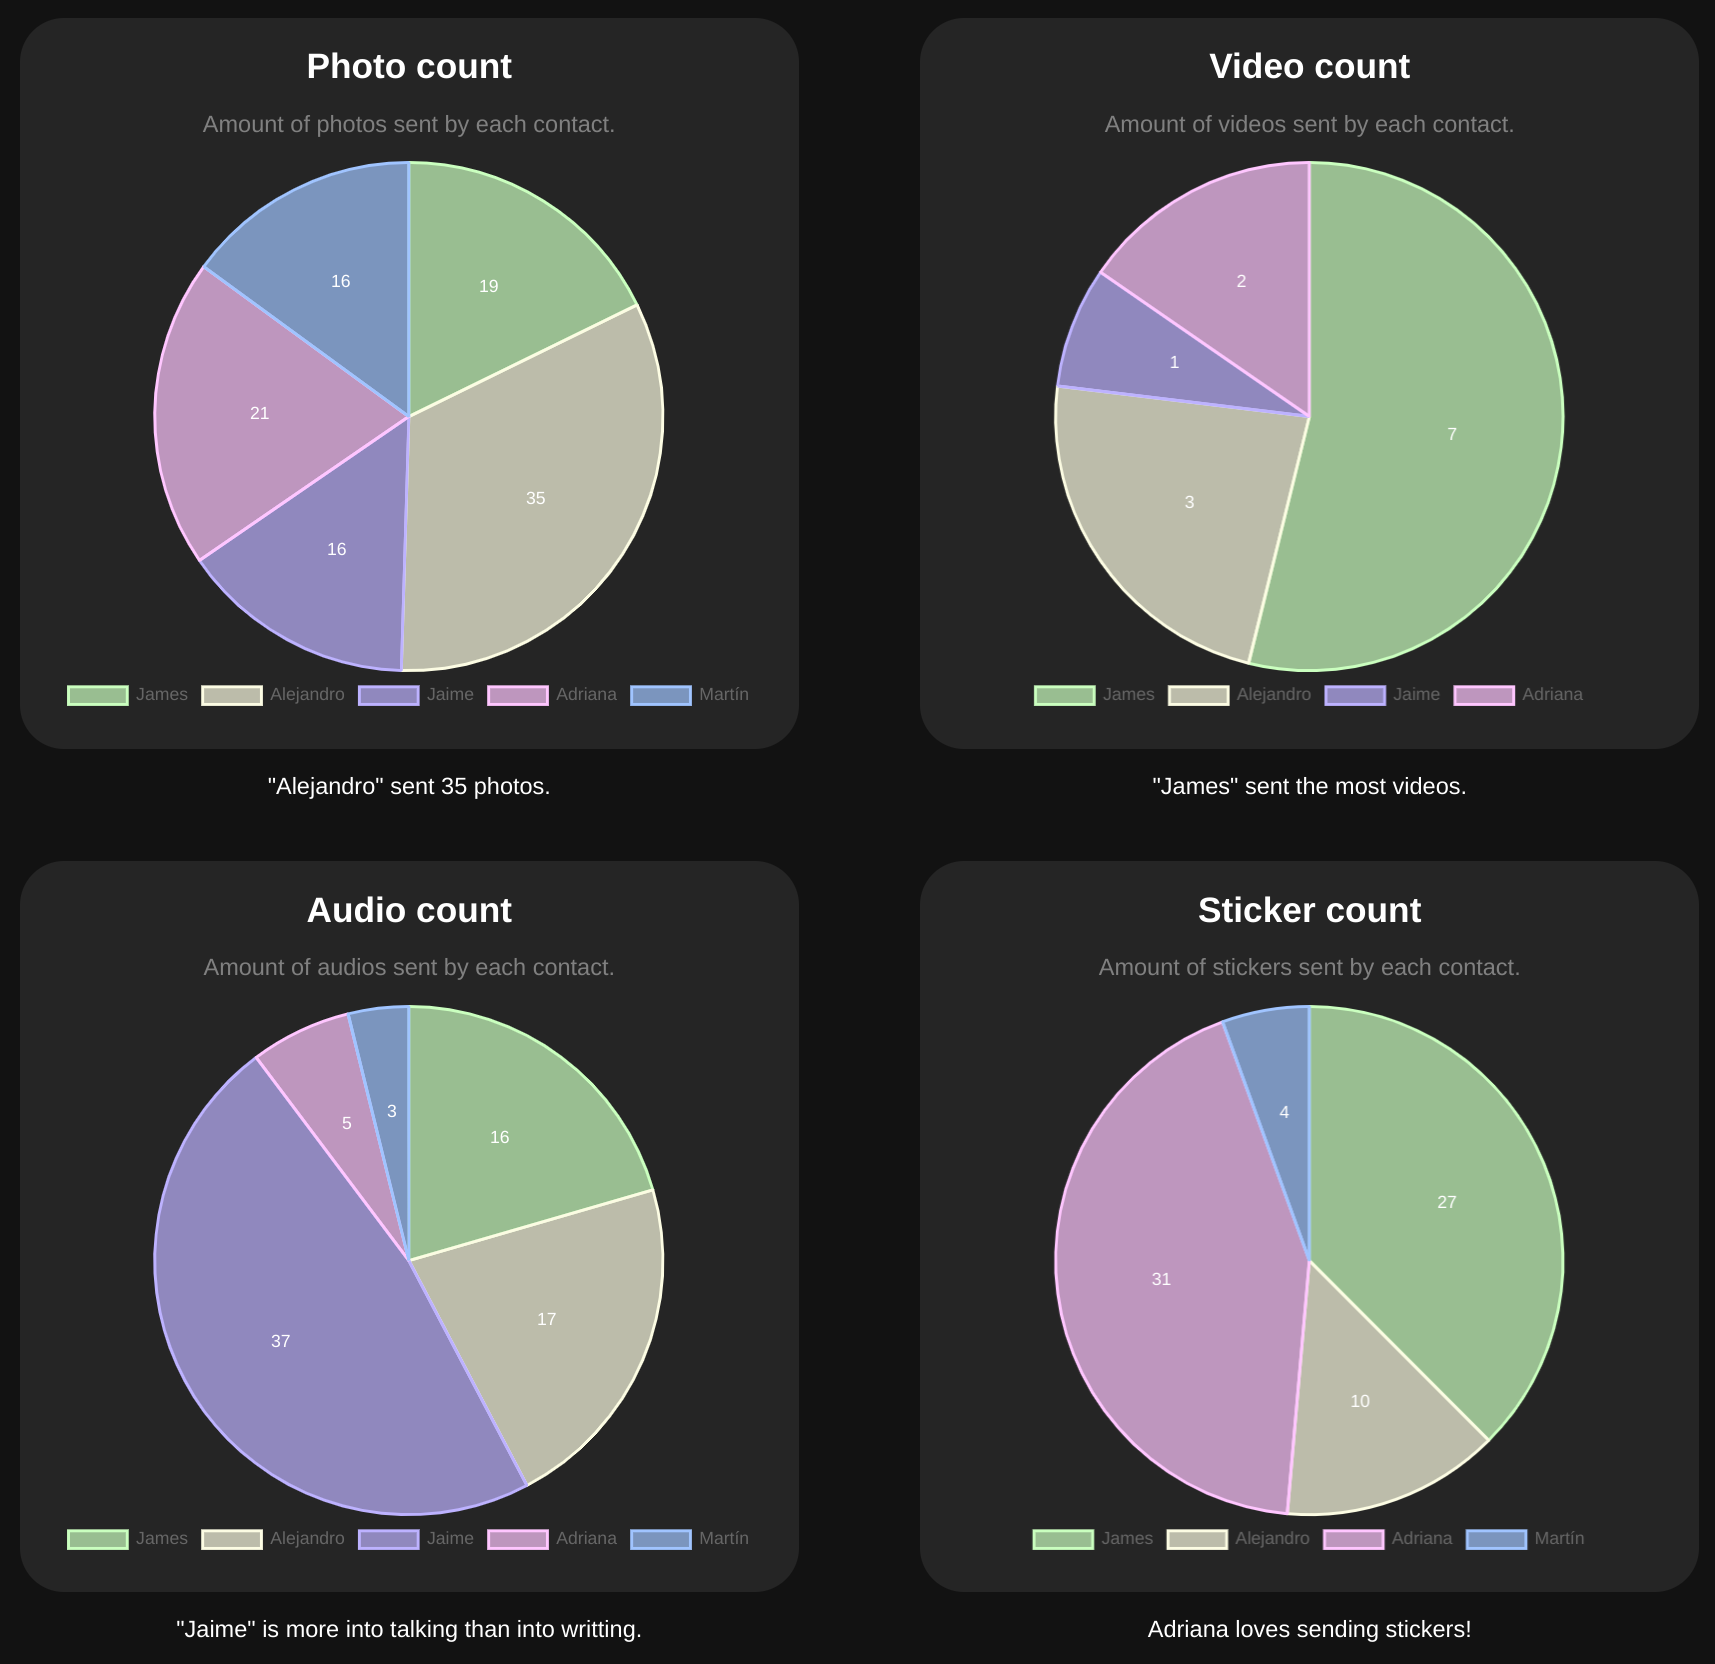 Photo count
Amount of photos sent by each contact.
16
19
21
35
16
James Alejandro Jaime Adriana Martín
"Alejandro" sent 35 photos.
Video count
Amount of videos sent by each contact.
2
1
7
3
James Alejandro Jaime Adriana
"James" sent the most videos.
Audio count
Amount of audios sent by each contact.
3
5
16
17
37
James Alejandro Jaime Adriana Martín
"Jaime" is more into talking than into writting.
Sticker count
Amount of stickers sent by each contact.
4
27
31
10
James Alejandro Adriana Martín
Adriana loves sending stickers!